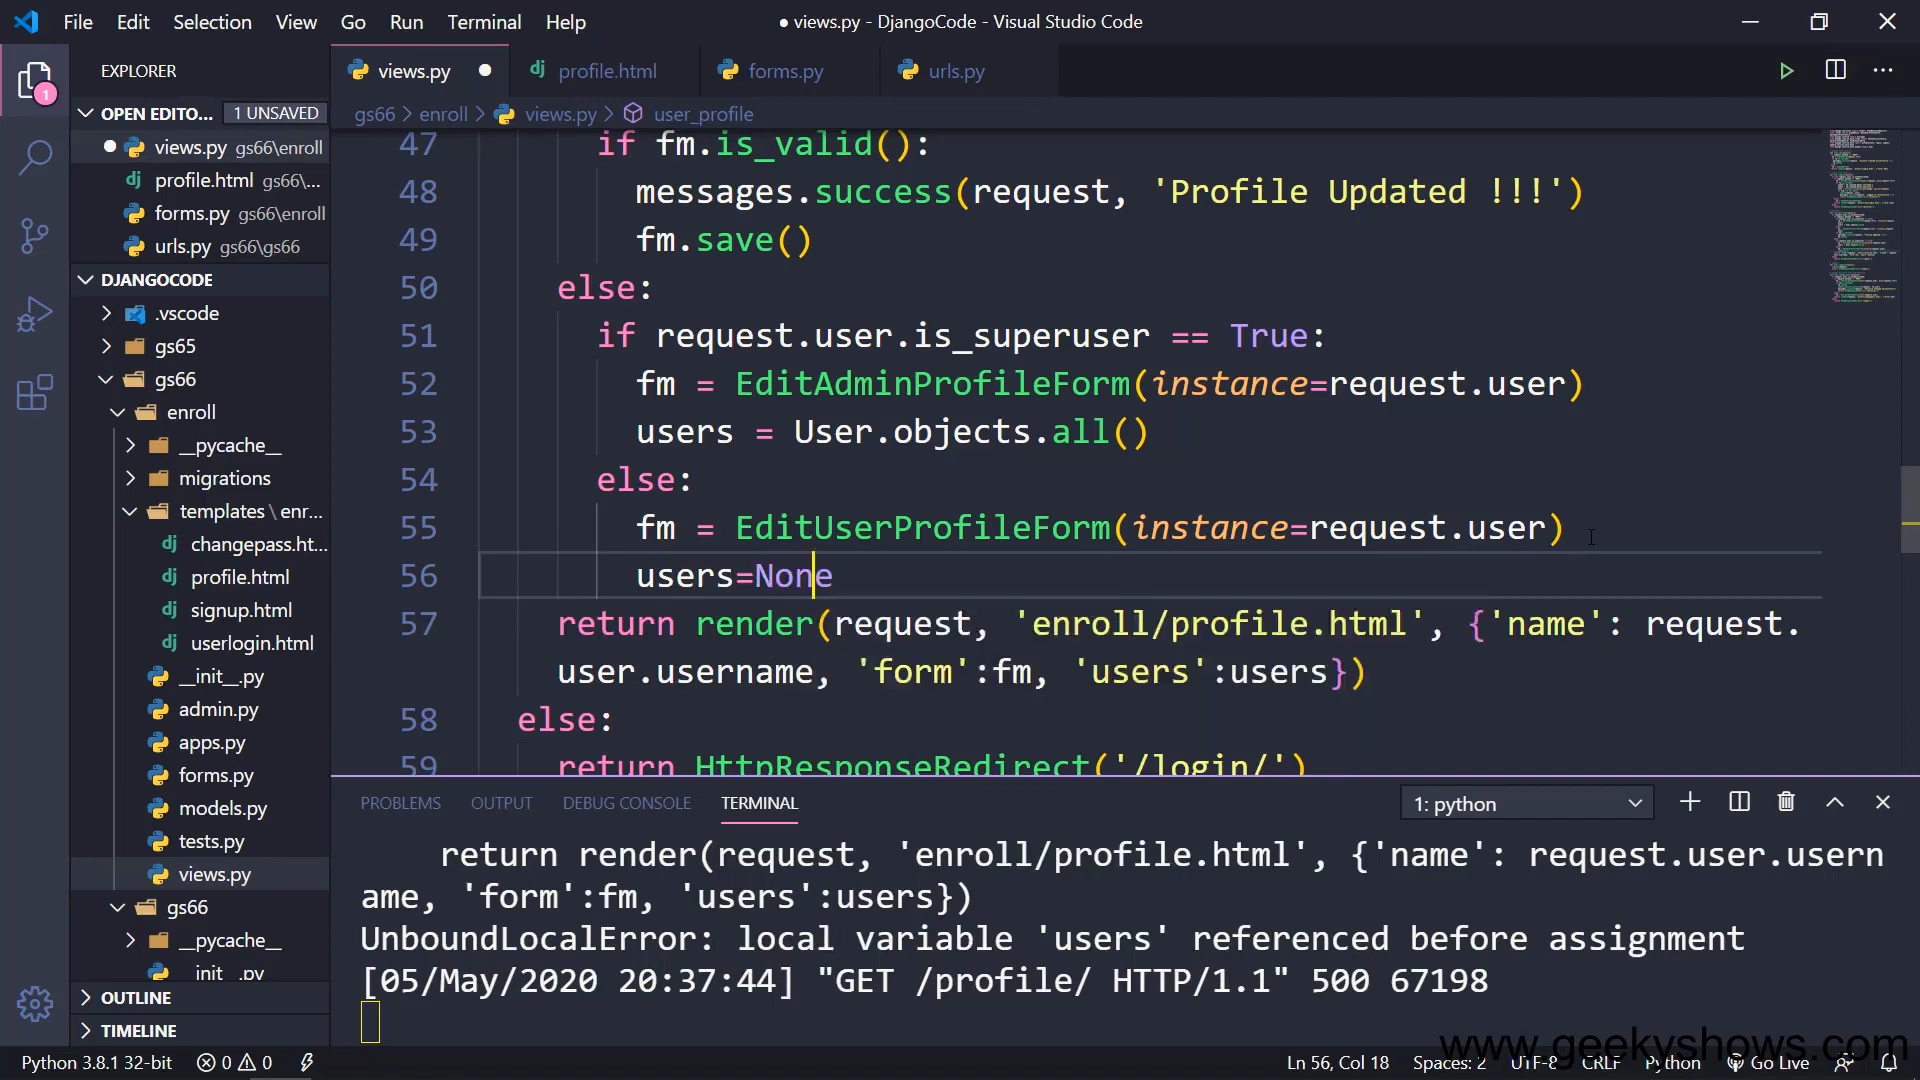 File Edit Selection View Go Run Terminal Help
● views.py - DjangoCode - Visual Studio Code
EXPLORER
OPEN EDITO... 1 UNSAVED
views.py gs66\enroll
profile.html gs66\...
forms.py gs66\enroll
urls.py gs66\gs66
DJANGOCODE
.vscode
gs65
gs66
enroll
__pycache__
migrations
templates \ enr...
changepass.ht...
profile.html
signup.html
userlogin.html
__init__.py
admin.py
apps.py
forms.py
models.py
tests.py
views.py
gs66
__pycache__
__init__.py
OUTLINE
TIMELINE
views.py profile.html forms.py urls.py
gs66 > enroll > views.py > user_profile
47 if fm.is_valid():
48 messages.success(request, 'Profile Updated !!!')
49 fm.save()
50 else:
51 if request.user.is_superuser == True:
52 fm = EditAdminProfileForm(instance=request.user)
53 users = User.objects.all()
54 else:
55 fm = EditUserProfileForm(instance=request.user)
56 users=None
57 return render(request, 'enroll/profile.html', {'name': request.
user.username, 'form':fm, 'users':users})
58 else:
59 return HttpResponseRedirect('/login/')
PROBLEMS OUTPUT DEBUG CONSOLE TERMINAL
1: python
return render(request, 'enroll/profile.html', {'name': request.user.usern
ame, 'form':fm, 'users':users})
UnboundLocalError: local variable 'users' referenced before assignment
[05/May/2020 20:37:44] "GET /profile/ HTTP/1.1" 500 67198
www.geekyshows.com
Python 3.8.1 32-bit 0 0 Ln 56, Col 18 Spaces: 2 UTF-8 CRLF Python Go Live
1